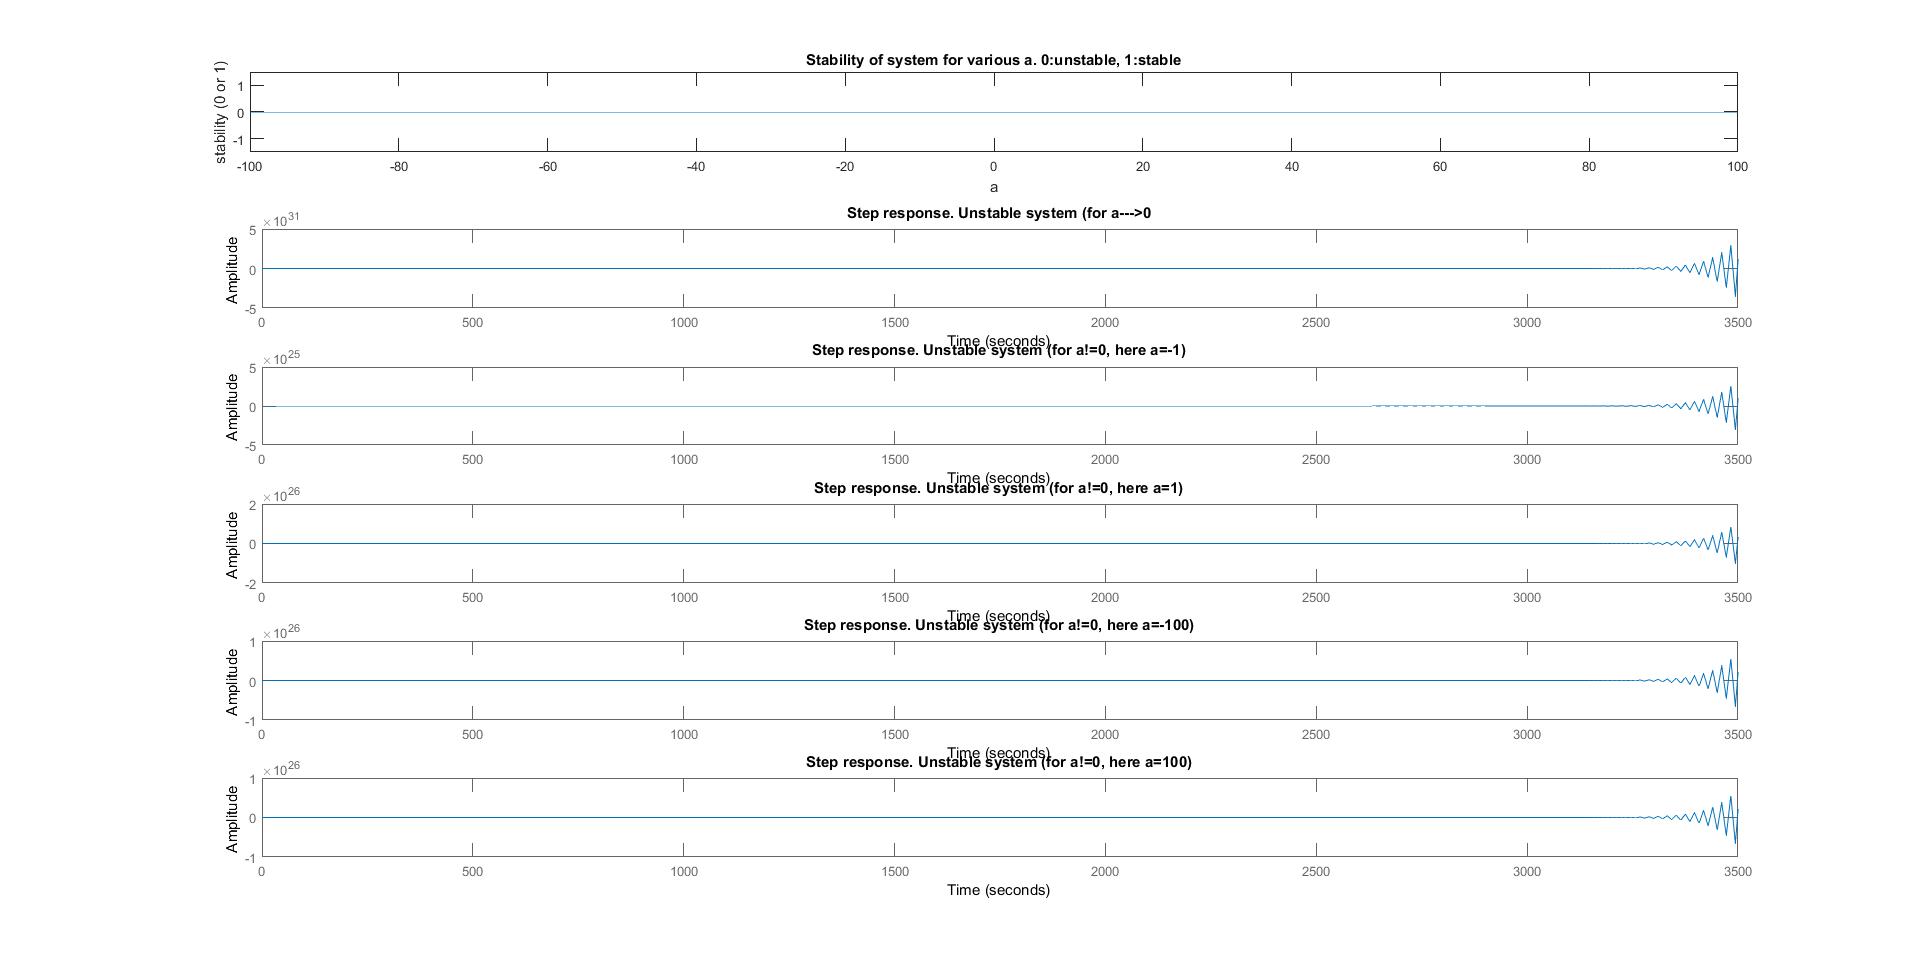 Stability of system for various a. 0:unstable, 1:stable
stability (0 or 1)
1
0
-1
-100 -80 -60 -40 -20 0 20 40 60 80 100
a
Step response. Unstable system (for a--->0
×10^31
Amplitude
5
0
-5
0 500 1000 1500 2000 2500 3000 3500
Time (seconds)
Step response. Unstable system (for a!=0, here a=-1)
×10^25
Amplitude
5
0
-5
0 500 1000 1500 2000 2500 3000 3500
Time (seconds)
Step response. Unstable system (for a!=0, here a=1)
×10^26
Amplitude
2
0
-2
0 500 1000 1500 2000 2500 3000 3500
Time (seconds)
Step response. Unstable system (for a!=0, here a=-100)
×10^26
Amplitude
1
0
-1
0 500 1000 1500 2000 2500 3000 3500
Time (seconds)
Step response. Unstable system (for a!=0, here a=100)
×10^26
Amplitude
1
0
-1
0 500 1000 1500 2000 2500 3000 3500
Time (seconds)